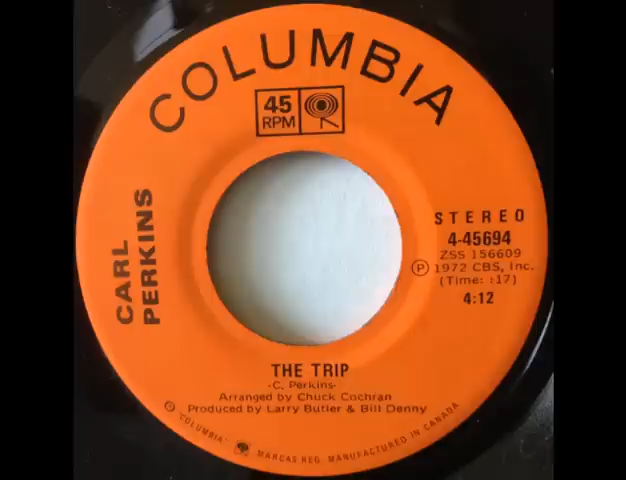 COLUMBIA
45
RPM
CARL
PERKINS
STEREO
4-45694
ZSS 156609
Ⓟ 1972 CBS, Inc.
(Time: :17)
4:12
THE TRIP
-C. Perkins-
Arranged by Chuck Cochran
Produced by Larry Butler & Bill Denny
"COLUMBIA" MARCAS REG. MANUFACTURED IN CANADA